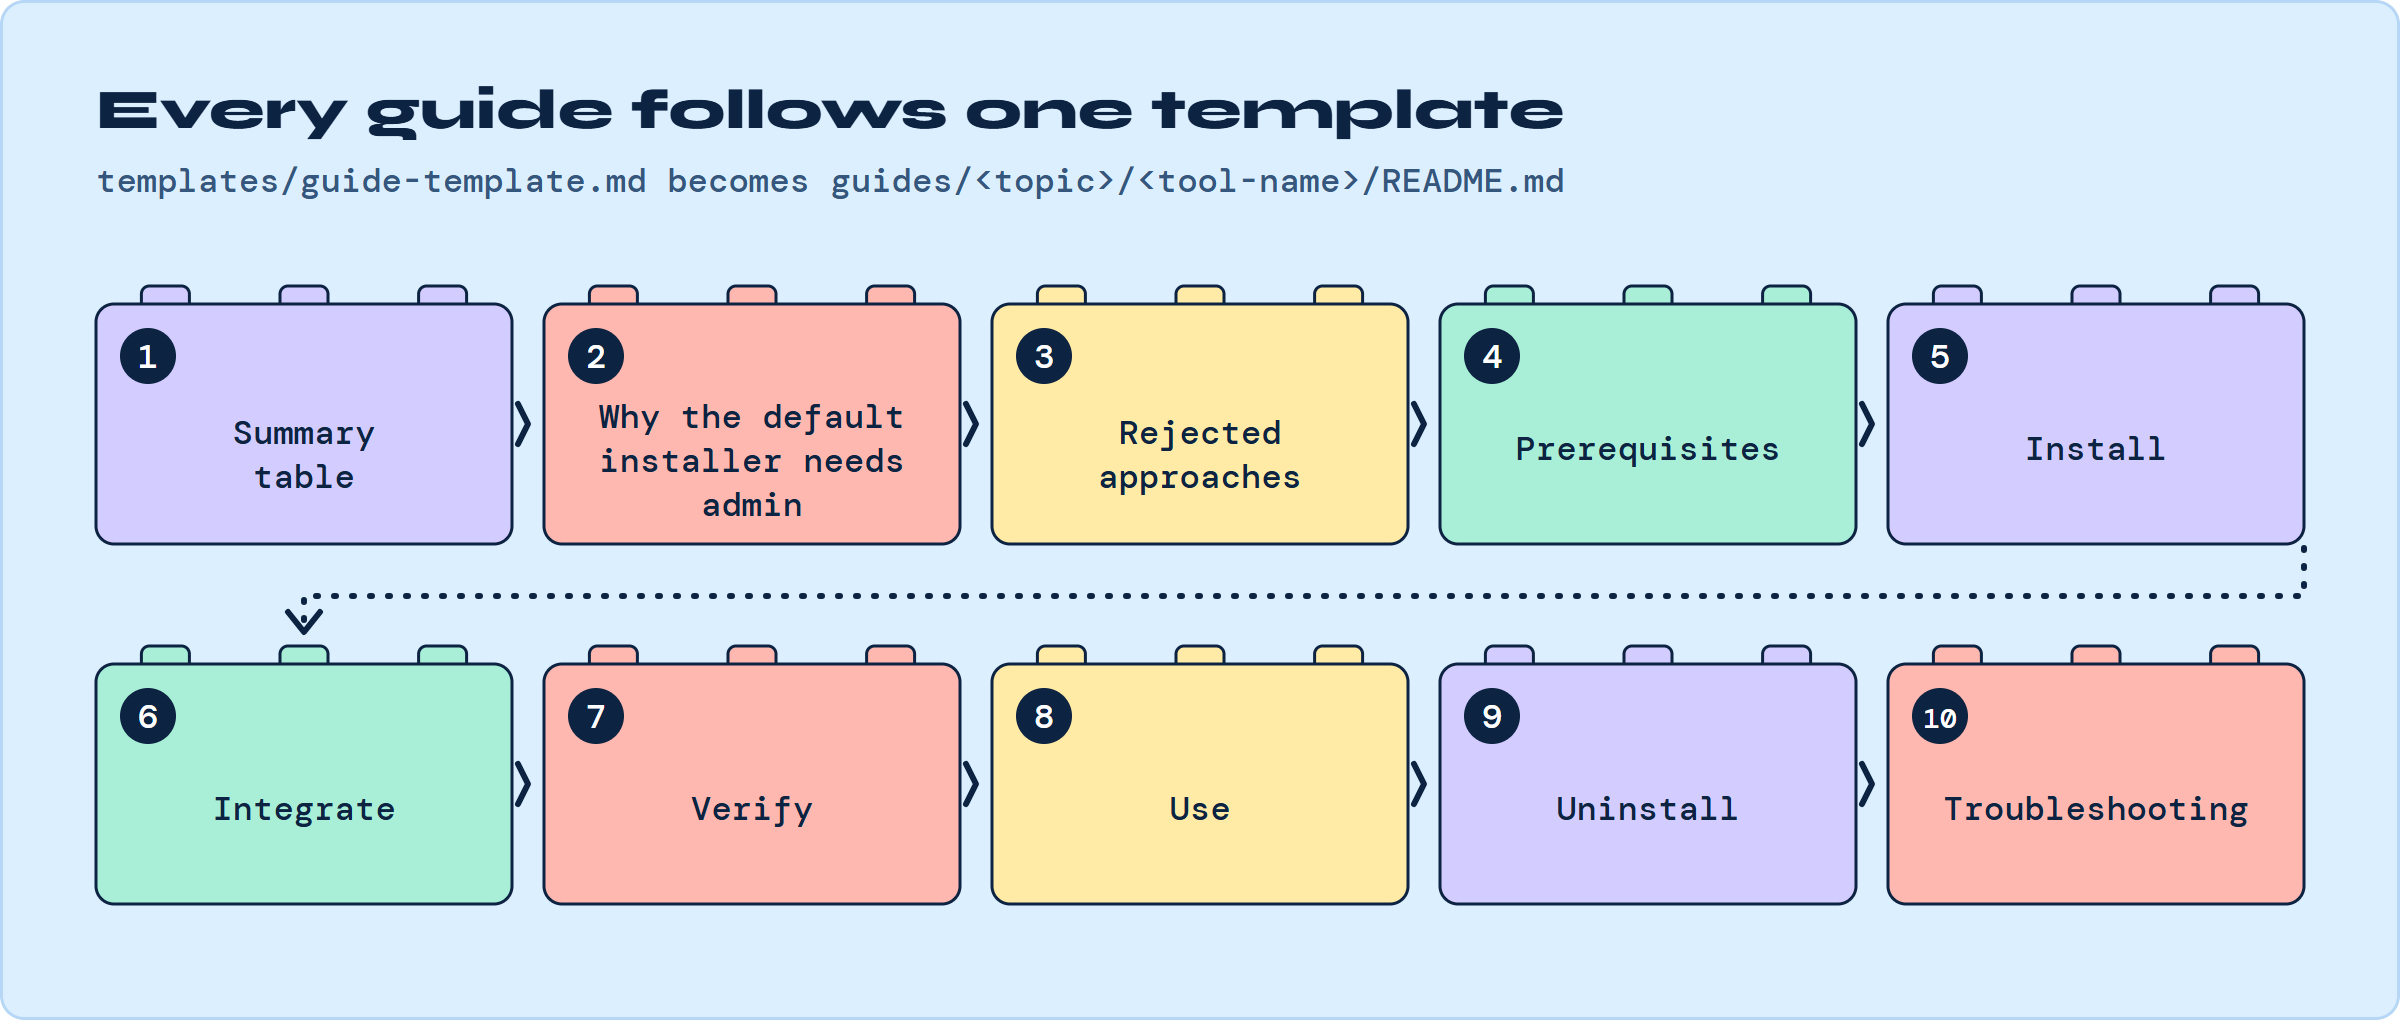 Every guide follows one template
templates/guide-template.md becomes guides/<topic>/<tool-name>/README.md
1
Summary
table
2
Why the default
installer needs
admin
3
Rejected
approaches
4
Prerequisites
5
Install
6
Integrate
7
Verify
8
Use
9
Uninstall
10
Troubleshooting